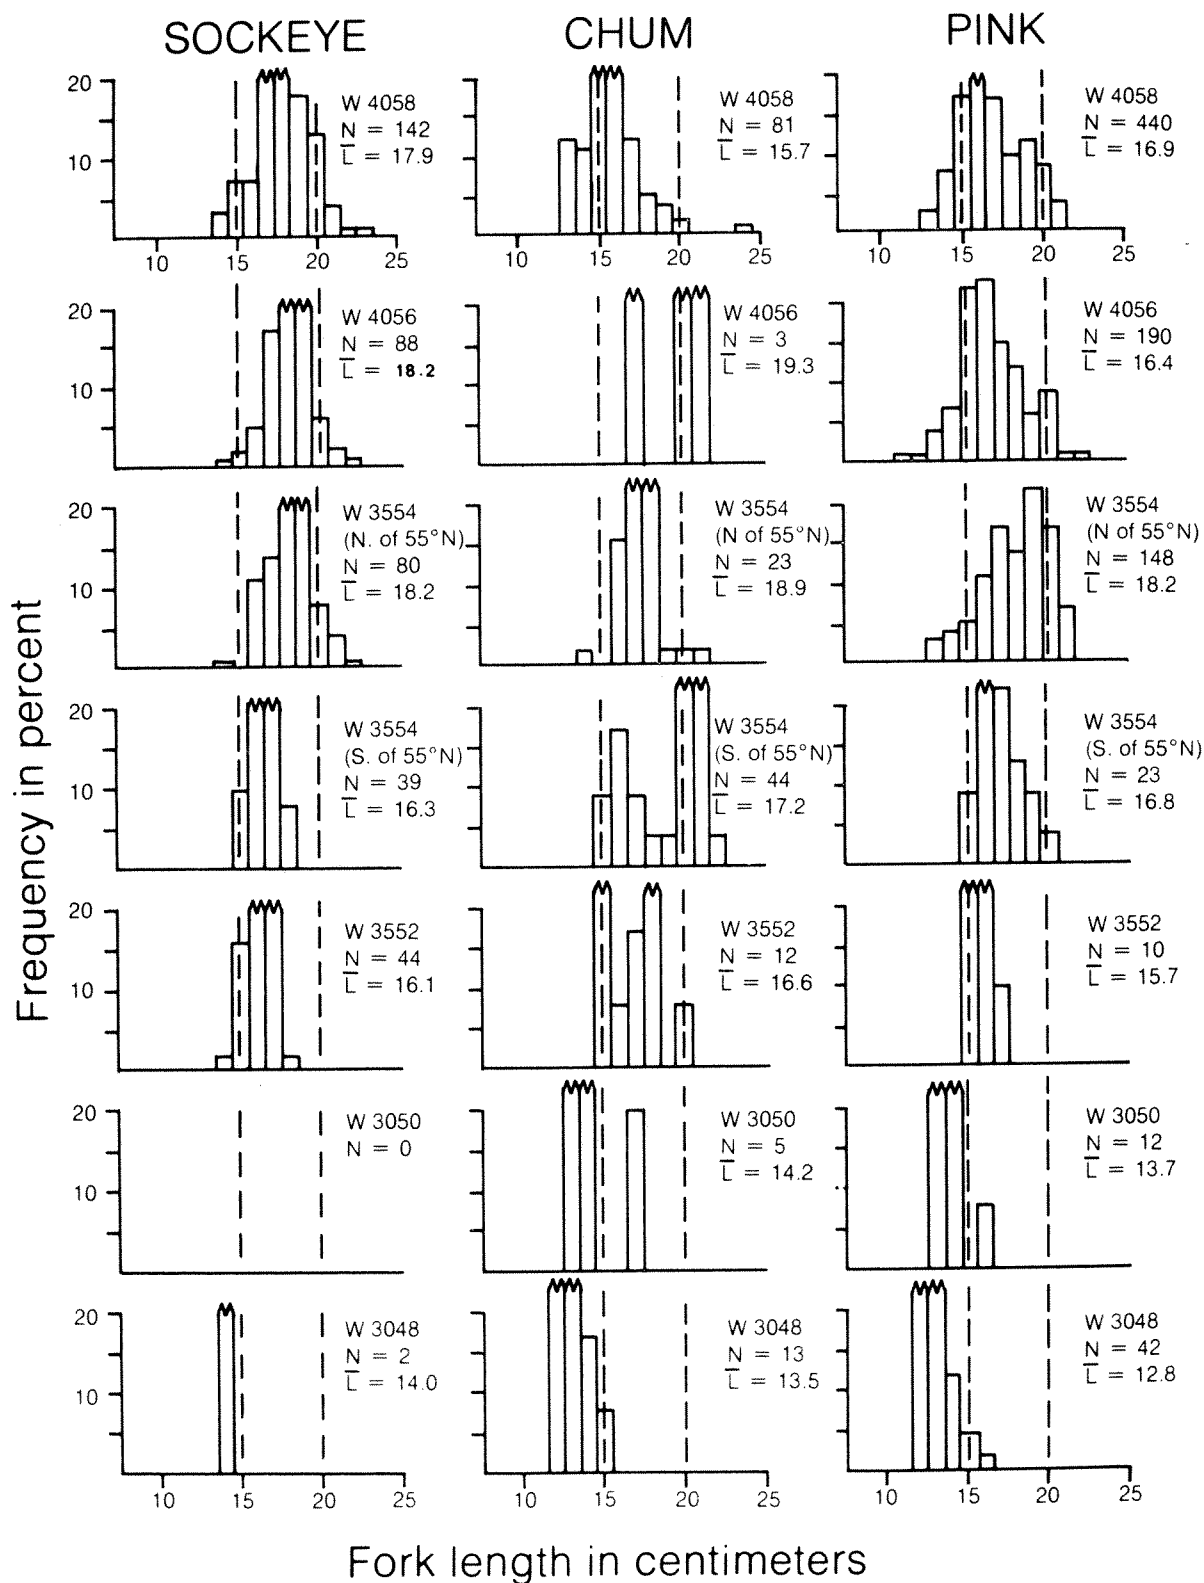 SOCKEYE CHUM PINK
20
10
W 4058
N = 142
L̅ = 17.9
10 15 20 25
W 4058
N = 81
L̅ = 15.7
10 15 20 25
W 4058
N = 440
L̅ = 16.9
10 15 20 25
20
10
W 4056
N = 88
L̅ = 18.2
W 4056
N = 3
L̅ = 19.3
W 4056
N = 190
L̅ = 16.4
20
10
W 3554
(N. of 55°N)
N = 80
L̅ = 18.2
W 3554
(N of 55°N)
N = 23
L̅ = 18.9
W 3554
(N of 55°N)
N = 148
L̅ = 18.2
20
10
W 3554
(S. of 55°N)
N = 39
L̅ = 16.3
W 3554
(S. of 55°N)
N = 44
L̅ = 17.2
W 3554
(S. of 55°N)
N = 23
L̅ = 16.8
20
10
W 3552
N = 44
L̅ = 16.1
W 3552
N = 12
L̅ = 16.6
W 3552
N = 10
L̅ = 15.7
20
10
W 3050
N = 0
W 3050
N = 5
L̅ = 14.2
W 3050
N = 12
L̅ = 13.7
20
10
W 3048
N = 2
L̅ = 14.0
10 15 20 25
W 3048
N = 13
L̅ = 13.5
10 15 20 25
W 3048
N = 42
L̅ = 12.8
10 15 20 25
Frequency in percent
Fork length in centimeters